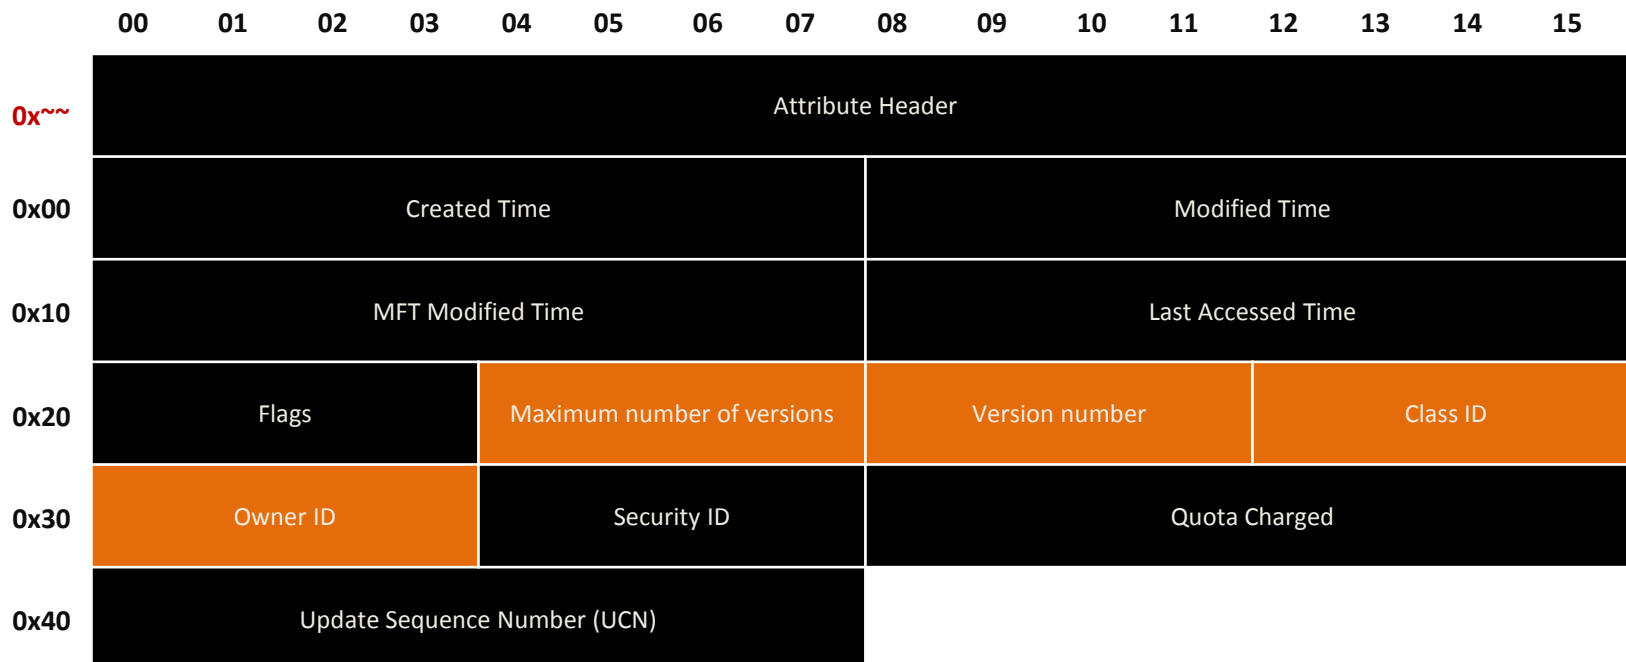 00 01 02 03 04 05 06 07 08 09 10 11 12 13 14 15
0x~~ Attribute Header
0x00 Created Time Modified Time
0x10 MFT Modified Time Last Accessed Time
0x20 Flags Maximum number of versions Version number Class ID
0x30 Owner ID Security ID Quota Charged
0x40 Update Sequence Number (UCN)